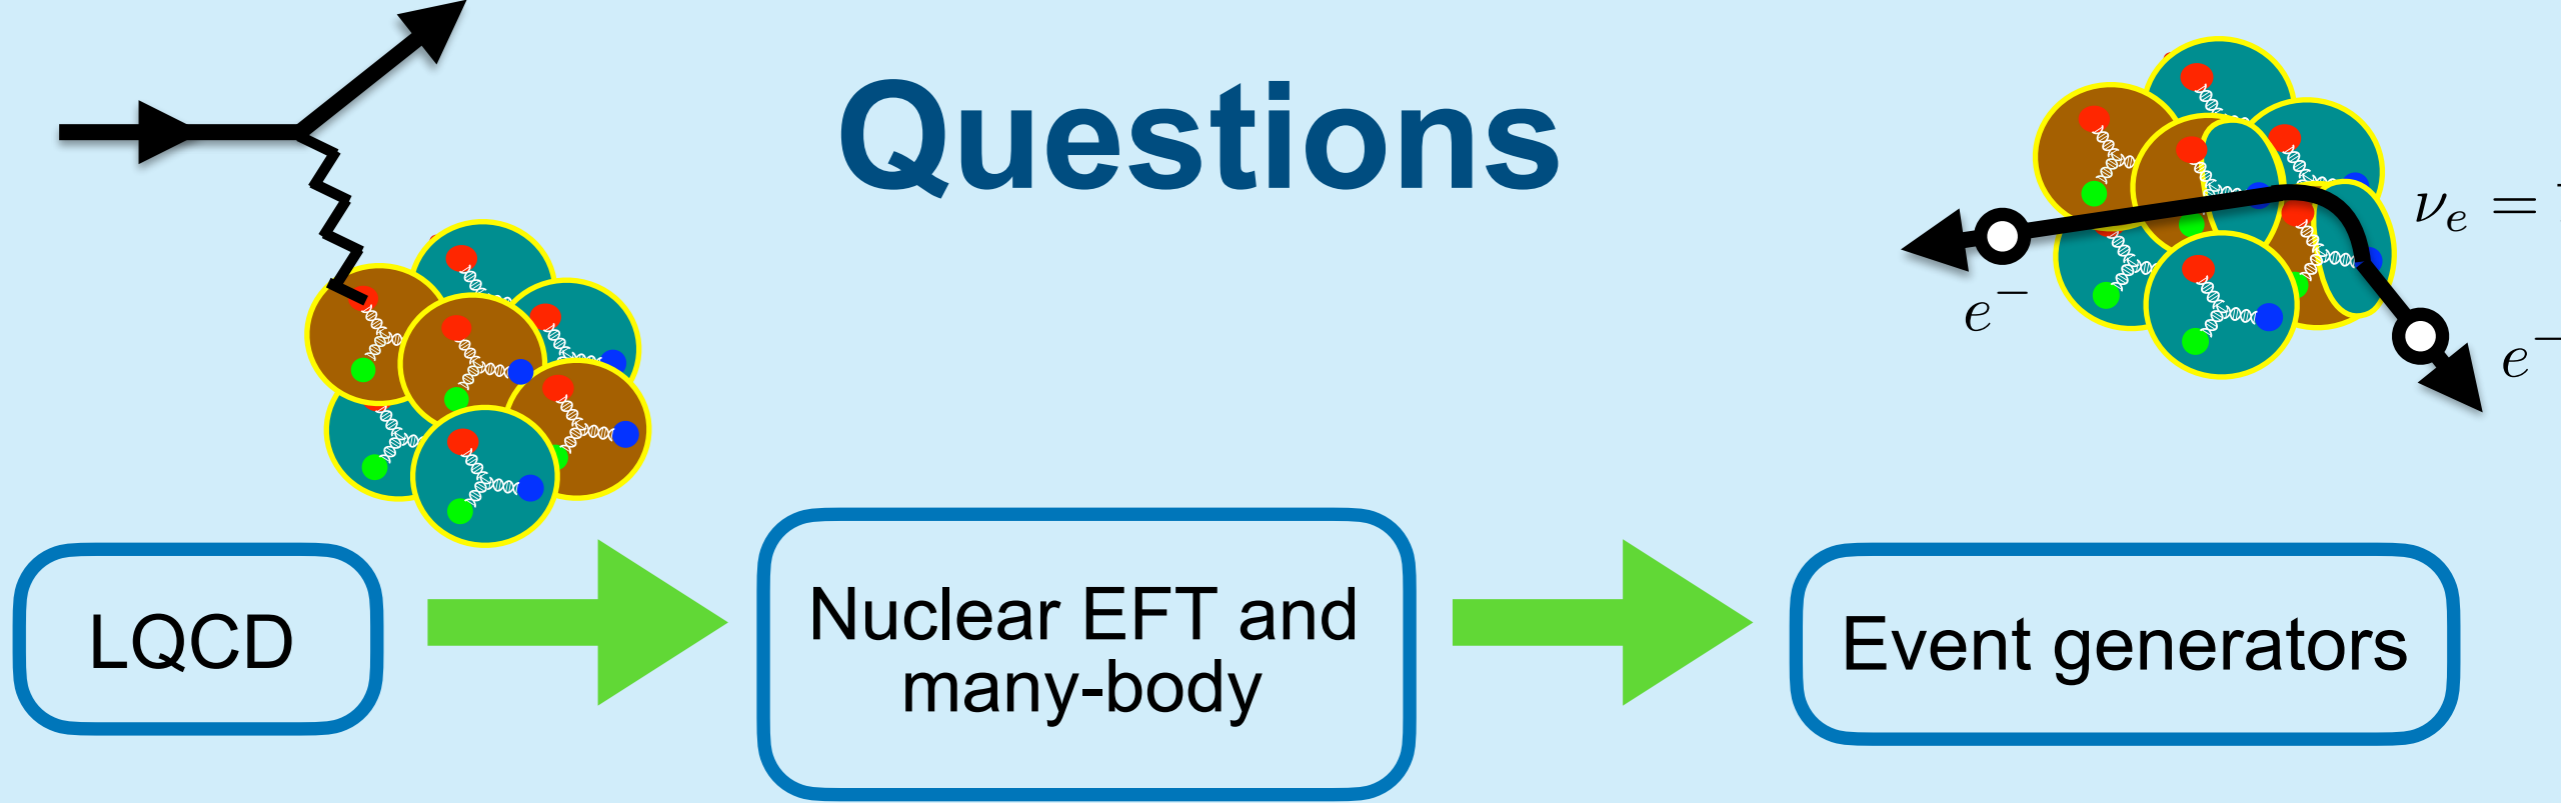 Questions
νₑ =
e⁻
e⁻
LQCD
Nuclear EFT and
many-body
Event generators